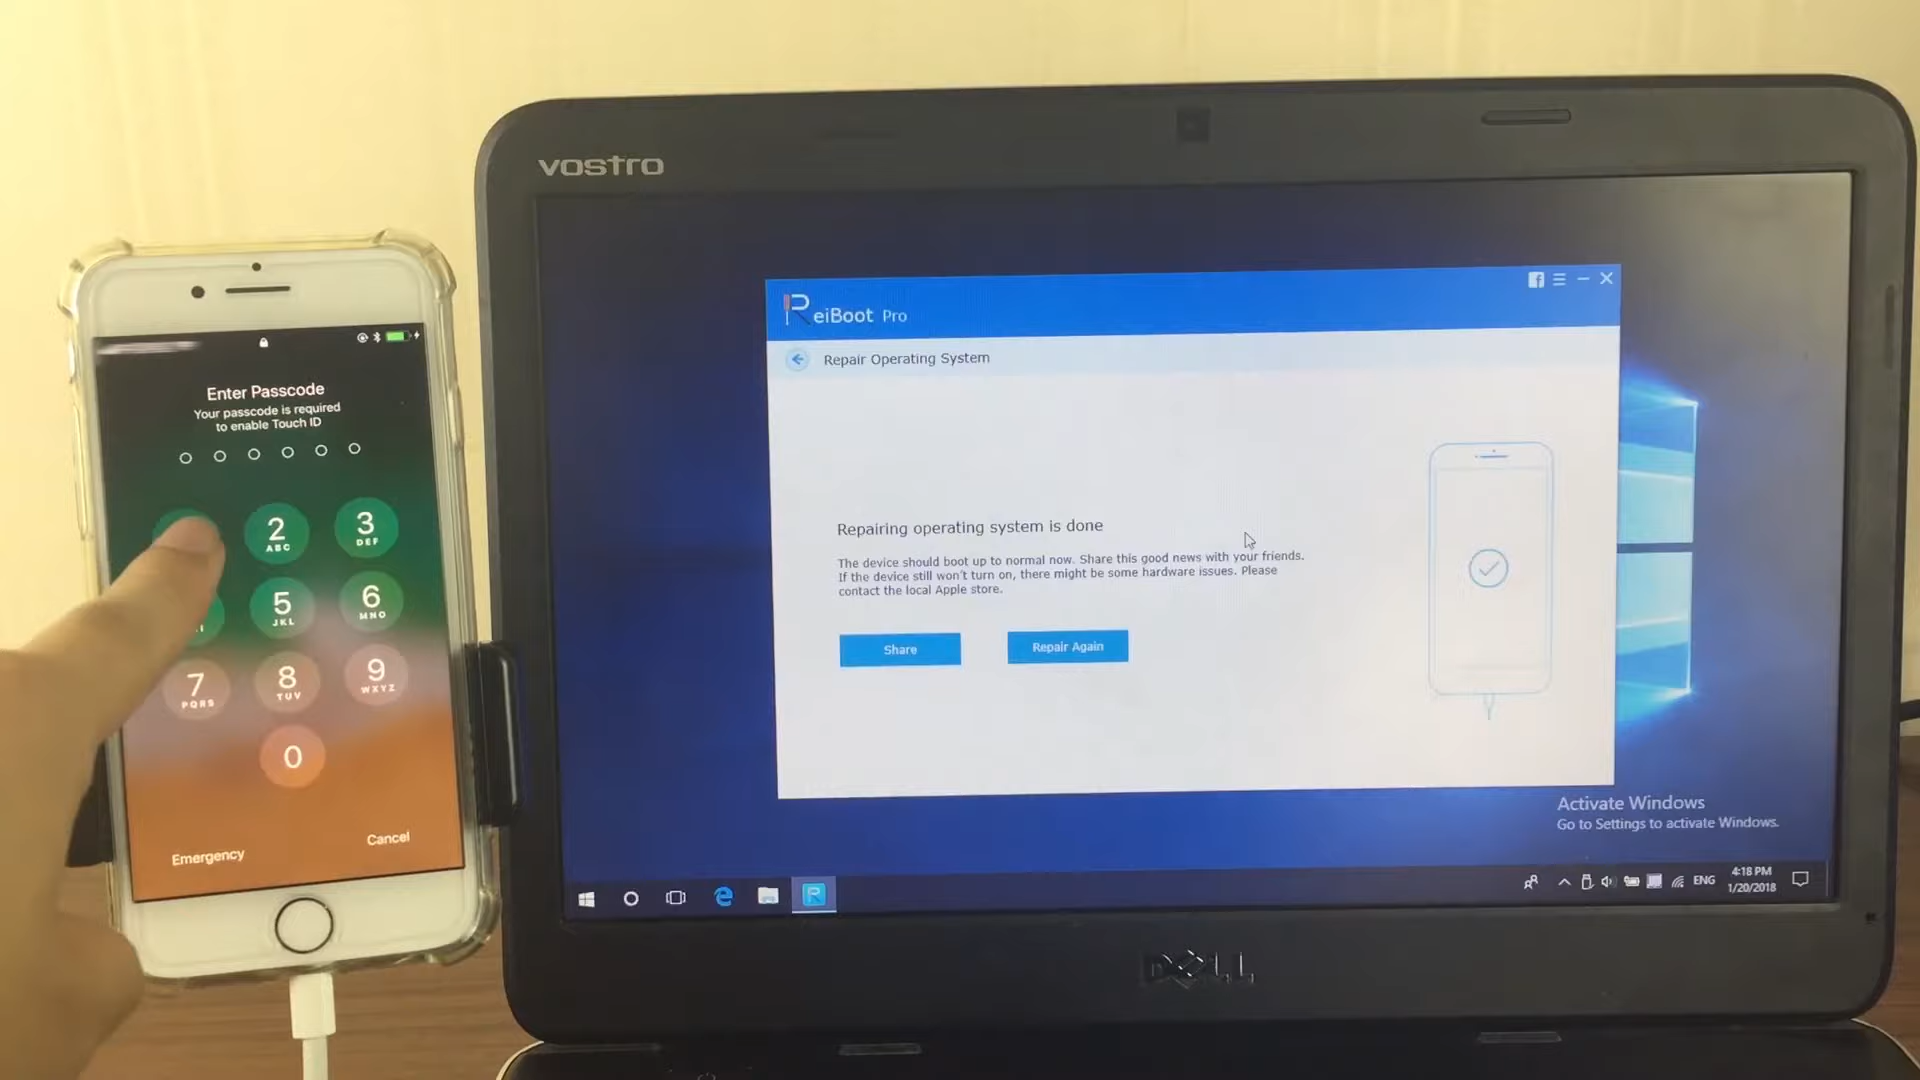 vostro
ReiBoot Pro
Repair Operating System
Repairing operating system is done
The device should boot up to normal now. Share this good news with your friends.
If the device still won't turn on, there might be some hardware issues. Please
contact the local Apple store.
Share
Repair Again
Activate Windows
Go to Settings to activate Windows.
ENG
4:18 PM
1/20/2018
DELL
Enter Passcode
Your passcode is required
to enable Touch ID
2
ABC
3
DEF
5
JKL
6
MNO
7
PQRS
8
TUV
9
WXYZ
0
Emergency
Cancel